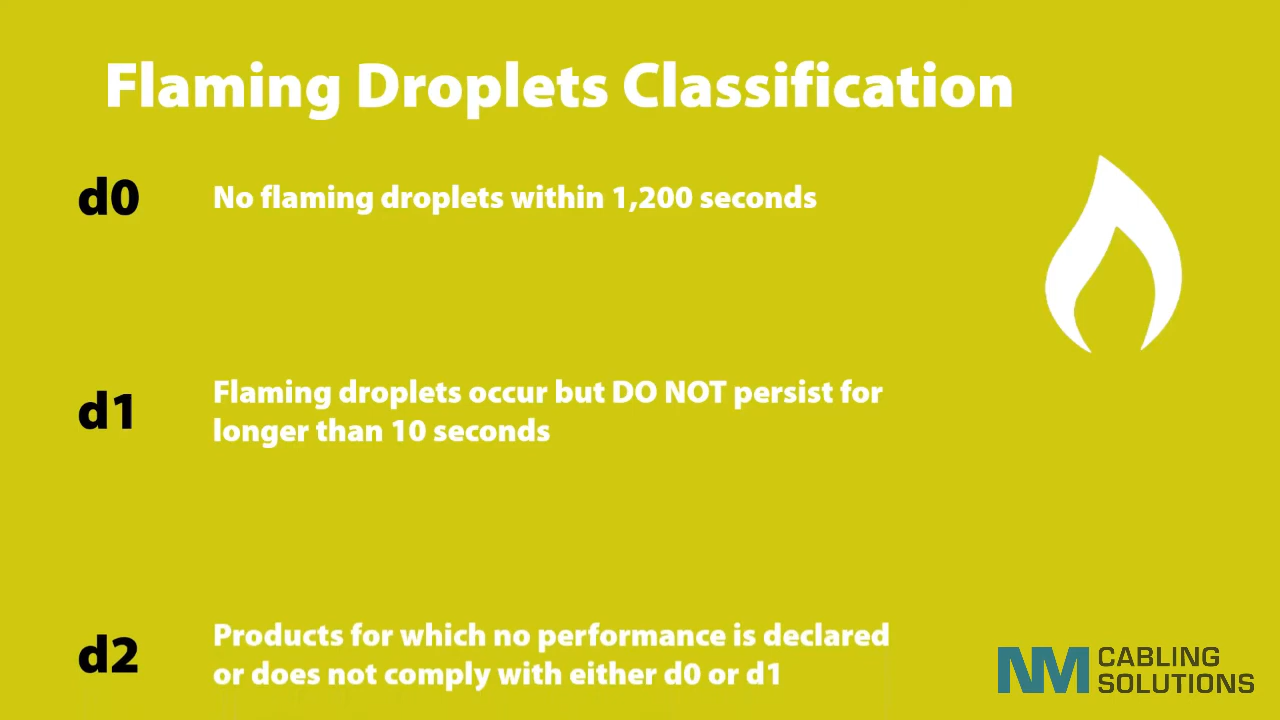 Flaming Droplets Classification
d0
No flaming droplets within 1,200 seconds
d1
Flaming droplets occur but DO NOT persist for
longer than 10 seconds
d2
Products for which no performance is declared
or does not comply with either d0 or d1
NM CABLING
SOLUTIONS